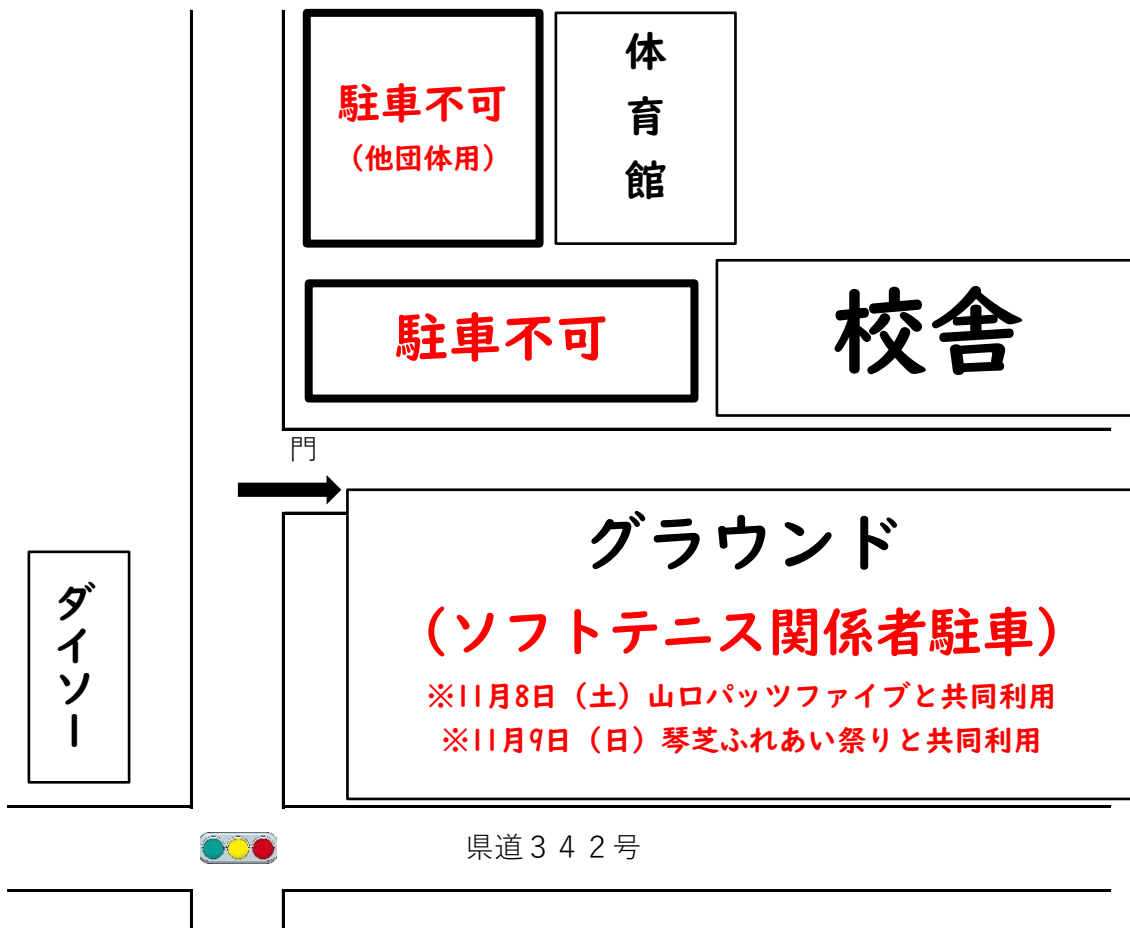 駐車不可
（他団体用）
体育館
駐車不可
校舎
門
グラウンド
（ソフトテニス関係者駐車）
※11月8日（土）山口パッツファイブと共同利用
※11月9日（日）琴芝ふれあい祭りと共同利用
ダイソー
県道３４２号